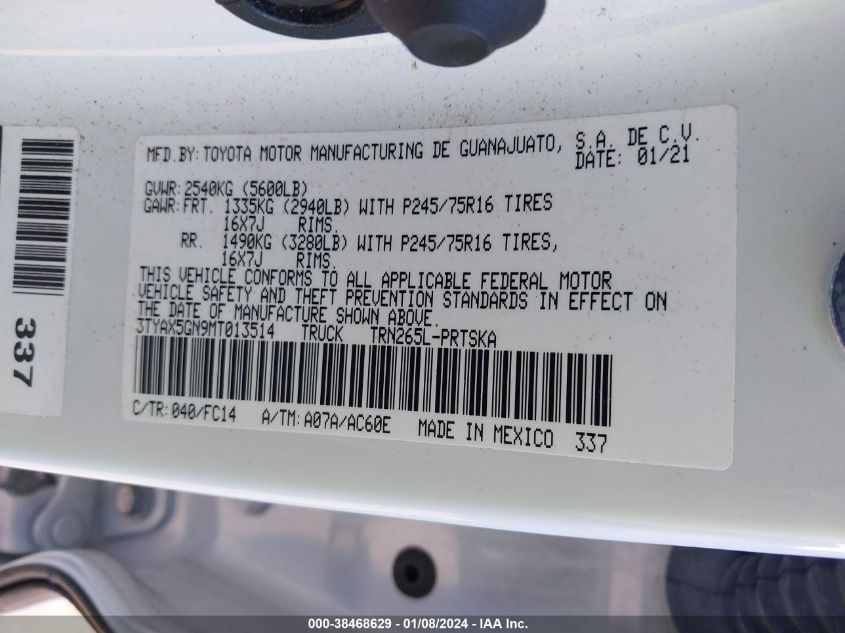 MFD.BY:TOYOTA MOTOR MANUFACTURING DE GUANAJUATO, S.A. DE C.V.
DATE: 01/21
GVWR:2540KG (5600LB)
GAWR:FRT. 1335KG (2940LB) WITH P245/75R16 TIRES
16X7J RIMS.
RR. 1490KG (3280LB) WITH P245/75R16 TIRES,
16X7J RIMS.
THIS VEHICLE CONFORMS TO ALL APPLICABLE FEDERAL MOTOR
VEHICLE SAFETY AND THEFT PREVENTION STANDARDS IN EFFECT ON
THE DATE OF MANUFACTURE SHOWN ABOVE.
3TYAX5GN9MT013514 TRUCK TRN265L-PRTSKA
C/TR:040/FC14 A/TM:A07A/AC60E MADE IN MEXICO 337
337
000-38468629 - 01/08/2024 - IAA Inc.